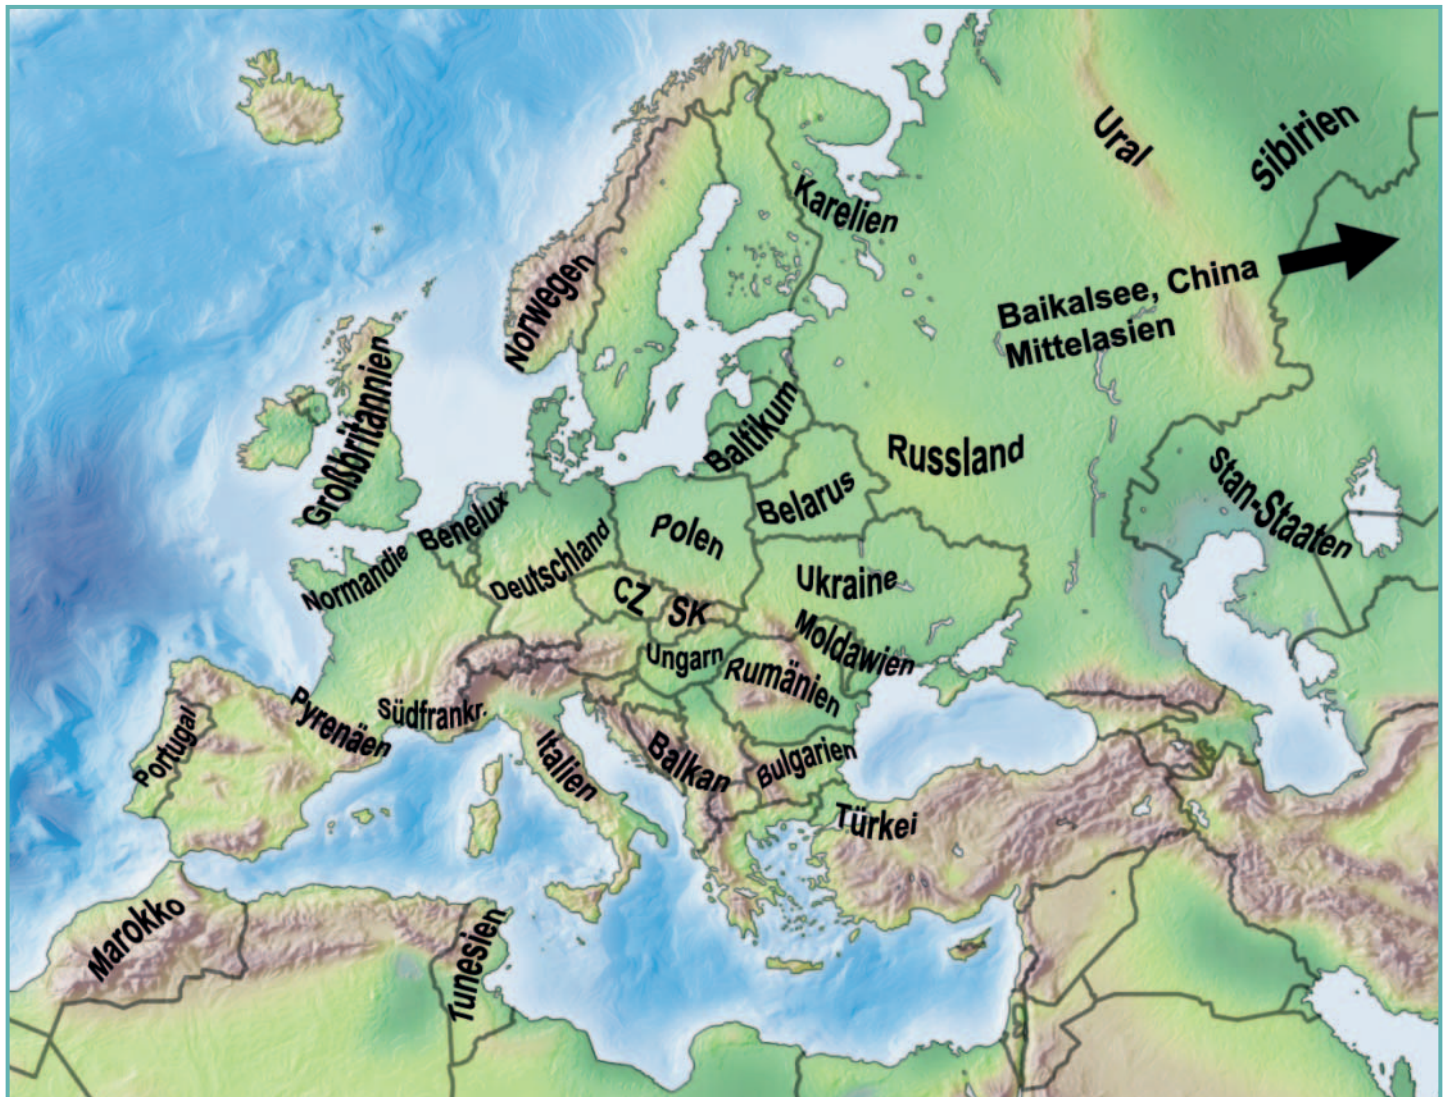 Ural
Sibirien
Karelien
Norwegen
Baikalsee, China
Mittelasien
Großbritannien
Baltikum
Russland
Stan-Staaten
Belarus
Benelux
Polen
Normandie
Deutschland
CZ
SK
Ukraine
Moldawien
Ungarn
Rumänien
Pyrenäen
Südfrankr.
Portugal
Italien
Balkan
Bulgarien
Türkei
Marokko
Tunesien